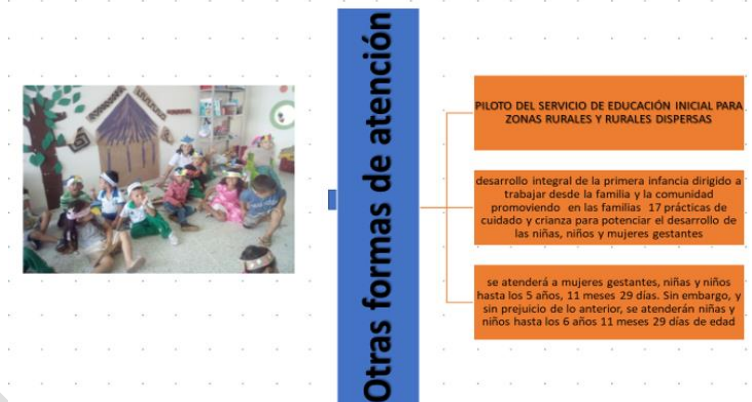 Otras formas de atención
PILOTO DEL SERVICIO DE EDUCACIÓN INICIAL PARA
ZONAS RURALES Y RURALES DISPERSAS
desarrollo integral de la primera infancia dirigido a
trabajar desde la familia y la comunidad
promoviendo en las familias 17 prácticas de
cuidado y crianza para potenciar el desarrollo de
las niñas, niños y mujeres gestantes
se atenderá a mujeres gestantes, niñas y niños
hasta los 5 años, 11 meses 29 días. Sin embargo, y
sin prejuicio de lo anterior, se atenderán niñas y
niños hasta los 6 años 11 meses 29 días de edad